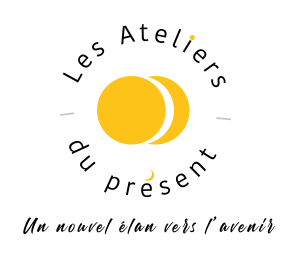 Les Ateliers
du présent
Un nouvel élan vers l'avenir